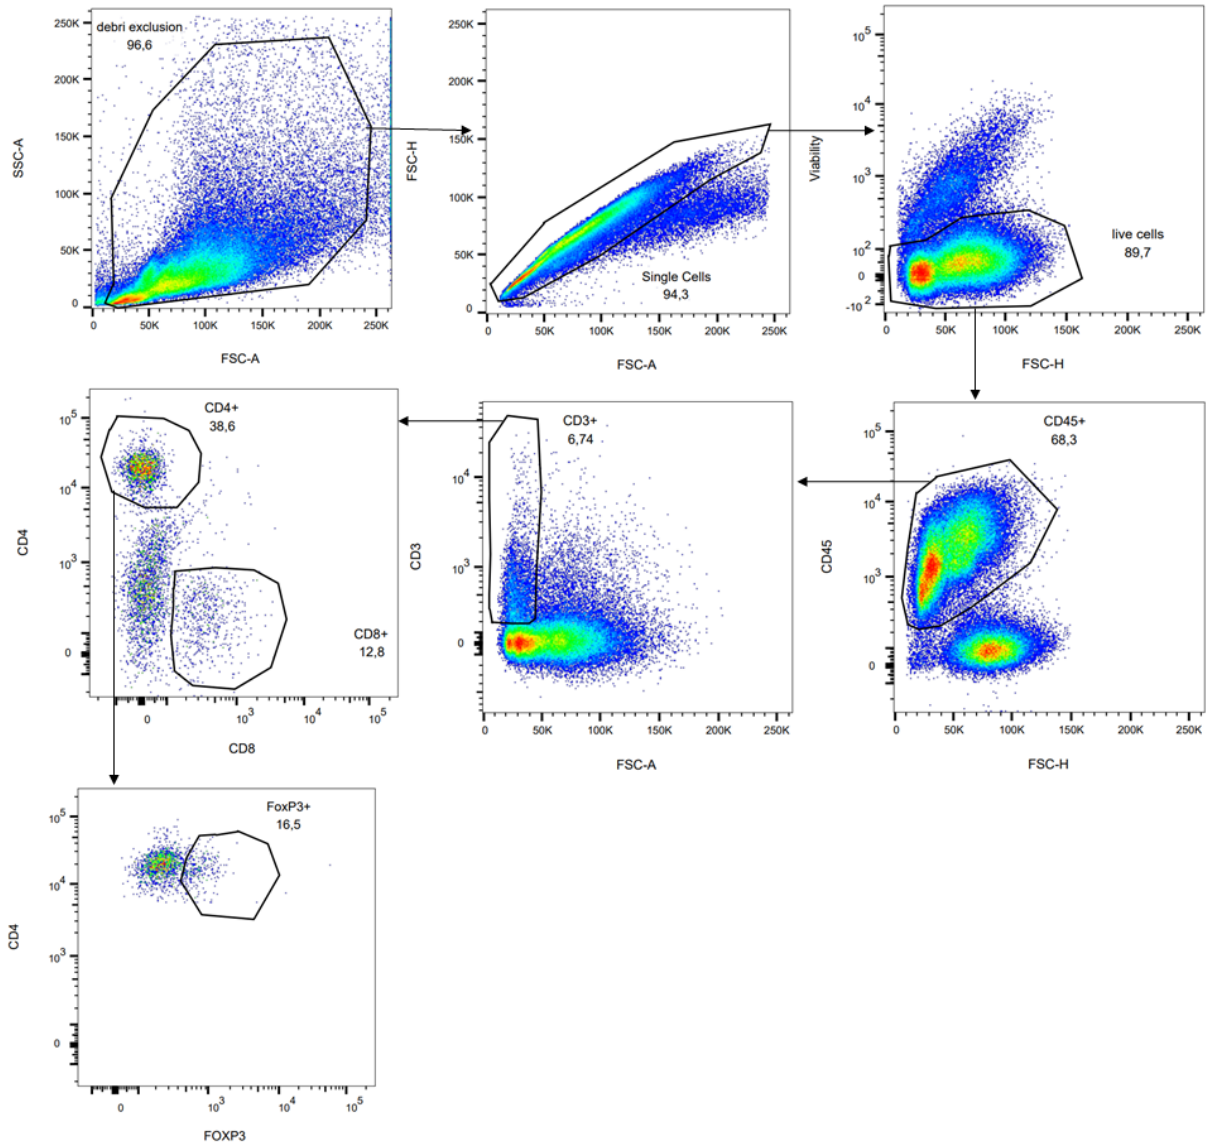 debri exclusion
96,6
250K
200K
150K
100K
50K
0
SSC-A
0
50K
100K
150K
200K
250K
FSC-A
250K
200K
150K
100K
50K
0
FSC-H
Single Cells
94,3
0
50K
100K
150K
200K
250K
FSC-A
10^5
10^4
10^3
10^2
0
-10^2
Viability
live cells
89,7
0
50K
100K
150K
200K
250K
FSC-H
CD4+
38,6
10^5
10^4
10^3
0
CD4
CD8+
12,8
0
10^3
10^4
10^5
CD8
CD3+
6,74
10^4
10^3
0
CD3
0
50K
100K
150K
200K
250K
FSC-A
CD45+
68,3
10^5
10^4
10^3
0
CD45
0
50K
100K
150K
200K
250K
FSC-H
FoxP3+
16,5
10^5
10^4
10^3
0
CD4
0
10^3
10^4
10^5
FOXP3